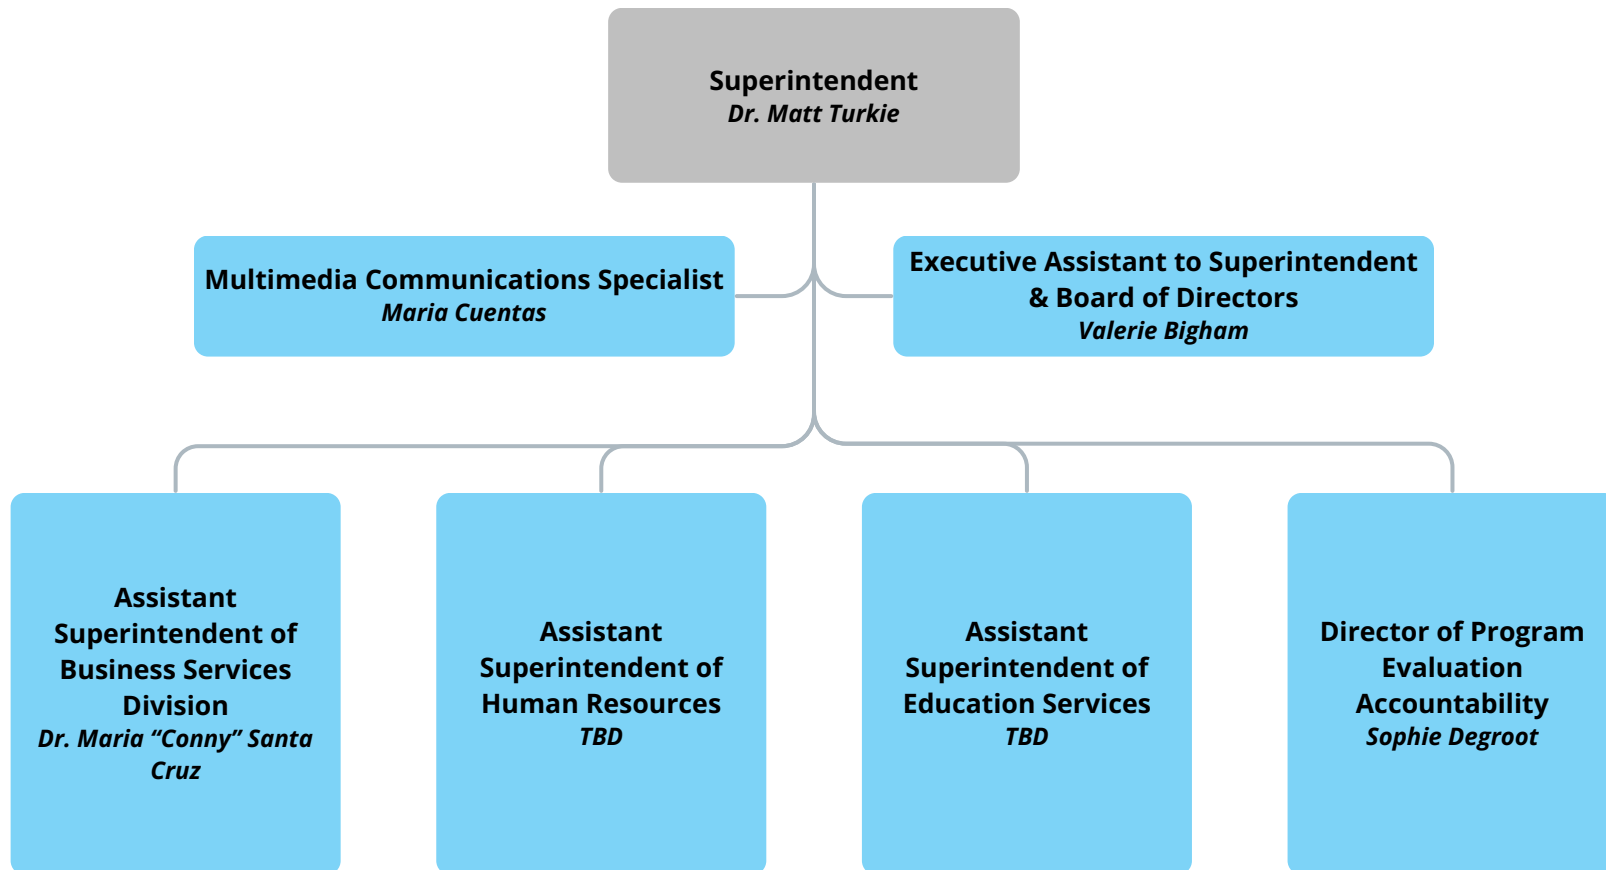 Superintendent
Dr. Matt Turkie
Multimedia Communications Specialist
Maria Cuentas
Executive Assistant to Superintendent
& Board of Directors
Valerie Bigham
Assistant
Superintendent of
Business Services
Division
Dr. Maria “Conny” Santa
Cruz
Assistant
Superintendent of
Human Resources
TBD
Assistant
Superintendent of
Education Services
TBD
Director of Program
Evaluation
Accountability
Sophie Degroot